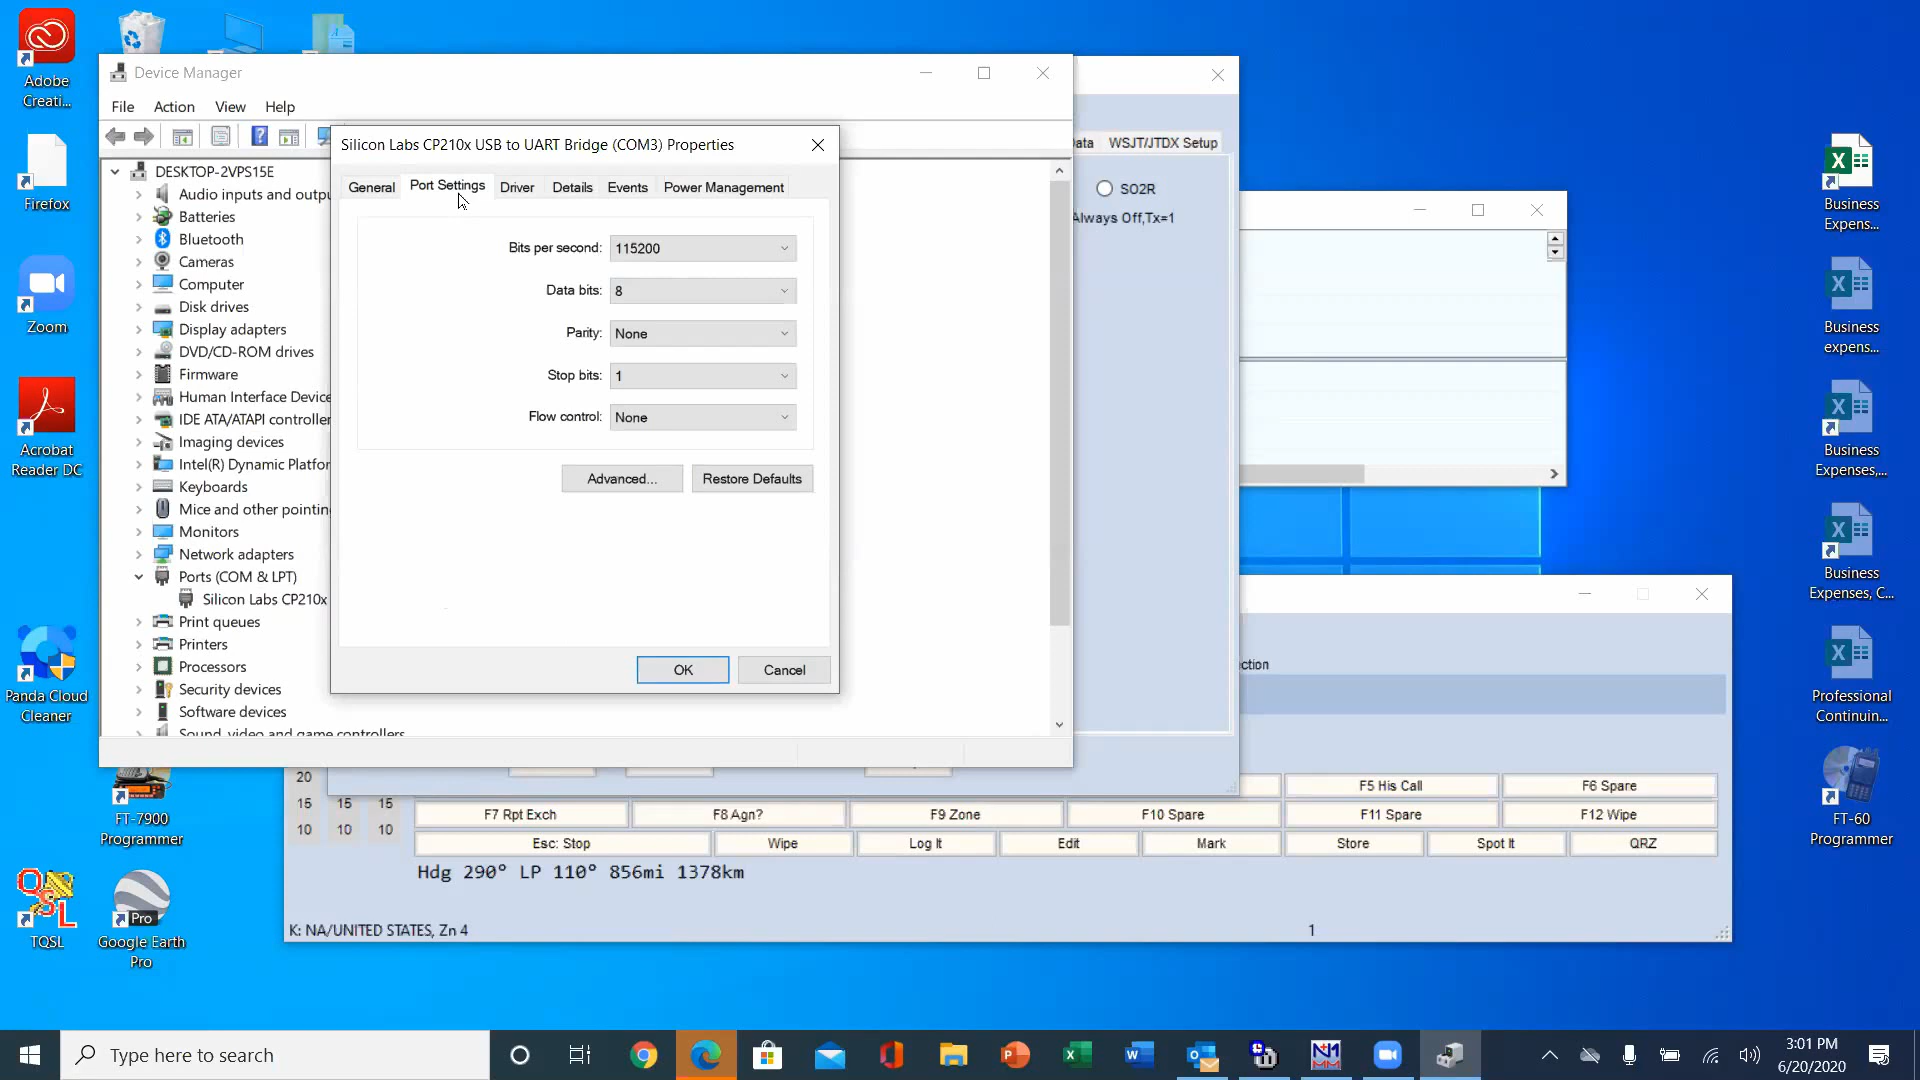 Adobe
Creati...
Firefox
Zoom
Acrobat
Reader DC
Panda Cloud
Cleaner
TQSL
FT-7900
Programmer
Pro
Google Earth
Pro
Device Manager
File Action View Help
DESKTOP-2VPS15E
Audio inputs and outpu
Batteries
Bluetooth
Cameras
Computer
Disk drives
Display adapters
DVD/CD-ROM drives
Firmware
Human Interface Device
IDE ATA/ATAPI controller
Imaging devices
Intel(R) Dynamic Platfor
Keyboards
Mice and other pointin
Monitors
Network adapters
Ports (COM & LPT)
Silicon Labs CP210x
Print queues
Printers
Processors
Security devices
Software devices
Sound, video and game controllers
Silicon Labs CP210x USB to UART Bridge (COM3) Properties
General Port Settings Driver Details Events Power Management
Bits per second: 115200
Data bits: 8
Parity: None
Stop bits: 1
Flow control: None
Advanced... Restore Defaults
OK Cancel
ata WSJT/JTDX Setup
SO2R
Always Off,Tx=1
ction
20
15 15 15
10 10 10
F5 His Call F6 Spare
F7 Rpt Exch F8 Agn? F9 Zone F10 Spare F11 Spare F12 Wipe
Esc: Stop Wipe Log It Edit Mark Store Spot It QRZ
Hdg 290° LP 110° 856mi 1378km
K: NA/UNITED STATES, Zn 4 1
Business
Expens...
Business
expens...
Business
Expenses,...
Business
Expenses, C...
Professional
Continuin...
FT-60
Programmer
Type here to search
3:01 PM
6/20/2020